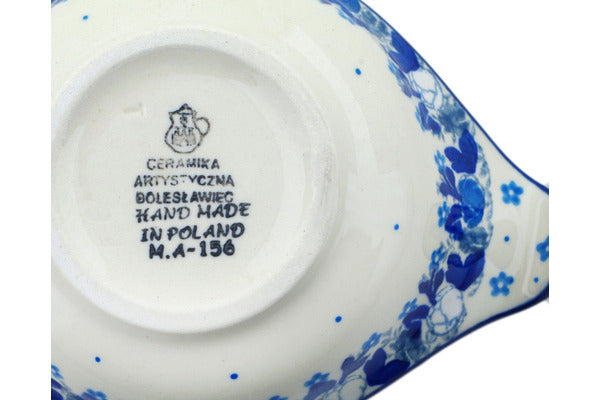 CERAMIKA
ARTYSTYCZNA
BOLESŁAWIEC
HAND MADE
IN POLAND
M.A-156